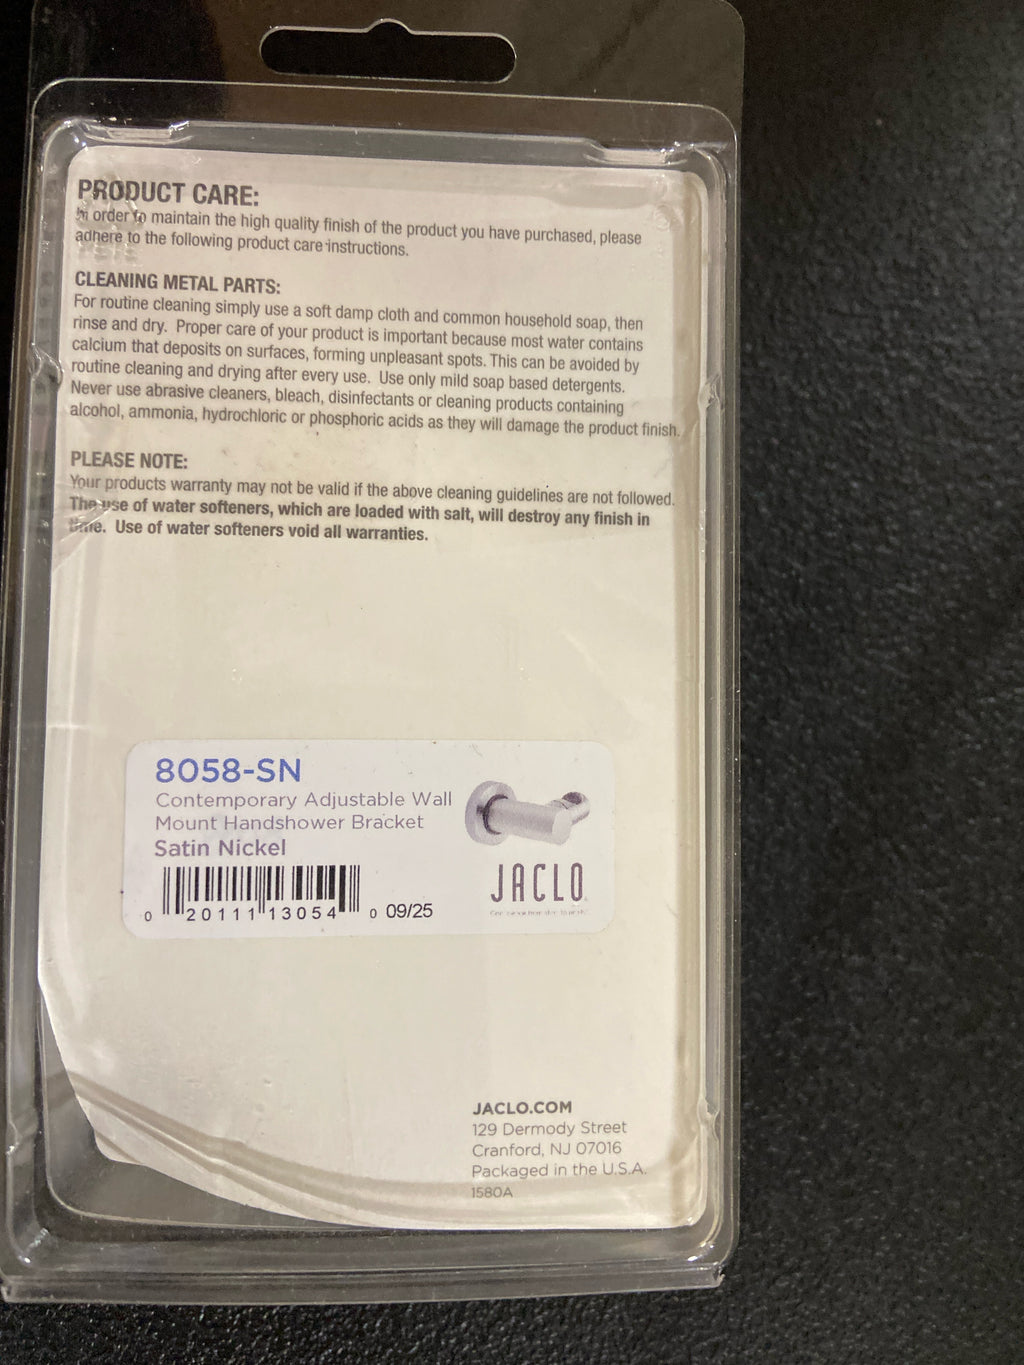 PRODUCT CARE:
In order to maintain the high quality finish of the product you have purchased, please
adhere to the following product care instructions.
CLEANING METAL PARTS:
For routine cleaning simply use a soft damp cloth and common household soap, then
rinse and dry. Proper care of your product is important because most water contains
calcium that deposits on surfaces, forming unpleasant spots. This can be avoided by
routine cleaning and drying after every use. Use only mild soap based detergents.
Never use abrasive cleaners, bleach, disinfectants or cleaning products containing
alcohol, ammonia, hydrochloric or phosphoric acids as they will damage the product finish.
PLEASE NOTE:
Your products warranty may not be valid if the above cleaning guidelines are not followed.
The use of water softeners, which are loaded with salt, will destroy any finish in
time. Use of water softeners void all warranties.
8058-SN
Contemporary Adjustable Wall
Mount Handshower Bracket
Satin Nickel
JACLO
0 20111 13054 0 09/25
JACLO.COM
129 Dermody Street
Cranford, NJ 07016
Packaged in the U.S.A.
1580A